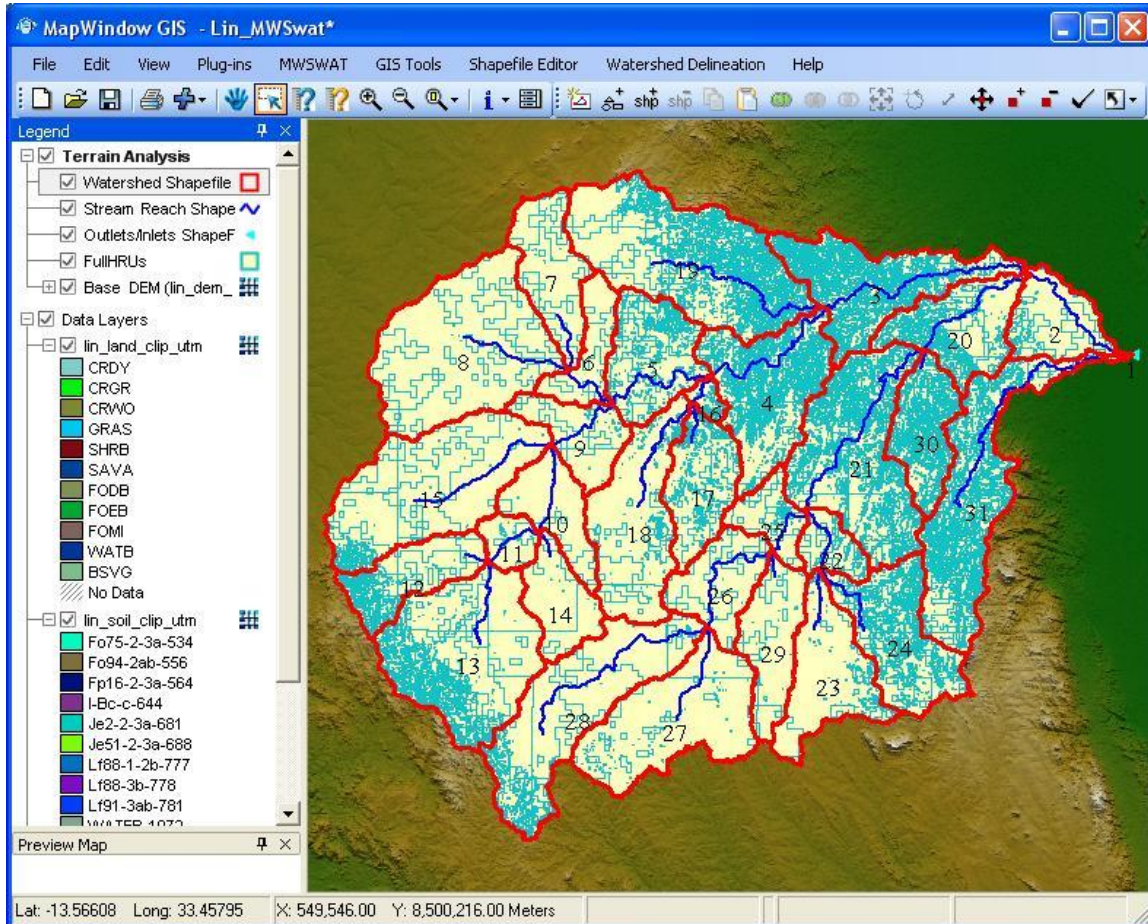 MapWindow GIS - Lin_MWSwat*
File Edit View Plug-ins MWSWAT GIS Tools Shapefile Editor Watershed Delineation Help
shp shp
Legend
Terrain Analysis
Watershed Shapefile
Stream Reach Shape
Outlets/Inlets ShapeF
FullHRUs
Base DEM (lin_dem_
Data Layers
lin_land_clip_utm
CRDY
CRGR
CRWO
GRAS
SHRB
SAVA
FODB
FOEB
FOMI
WATB
BSVG
No Data
lin_soil_clip_utm
Fo75-2-3a-534
Fo94-2ab-556
Fp16-2-3a-564
I-Bc-c-644
Je2-2-3a-681
Je51-2-3a-688
Lf88-1-2b-777
Lf88-3b-778
Lf91-3ab-781
Preview Map
19
7
3
20
2
8
6
5
1
4
16
9
30
21
15
17
31
18
10
25
11
22
12
26
14
24
13
29
23
28
27
Lat: -13.56608 Long: 33.45795 X: 549,546.00 Y: 8,500,216.00 Meters